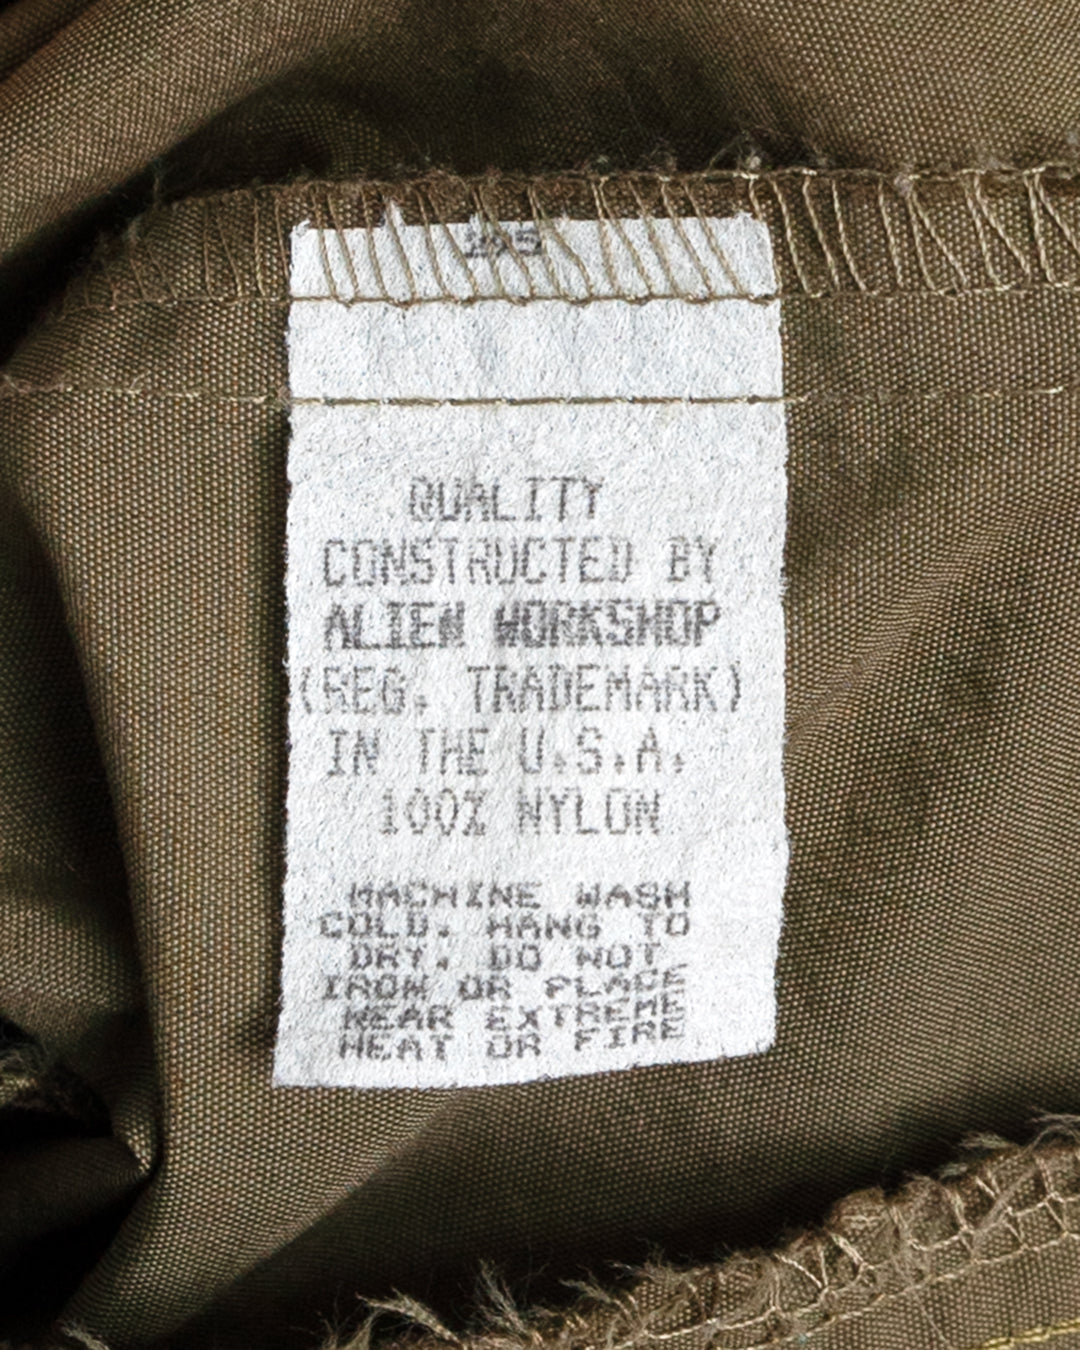 QUALITY
CONSTRUCTED BY
ALIEN WORKSHOP
(REG. TRADEMARK)
IN THE U.S.A.
100% NYLON
MACHINE WASH
COLD. HANG TO
DRY. DO NOT
IRON OR PLACE
NEAR EXTREME
HEAT OR FIRE